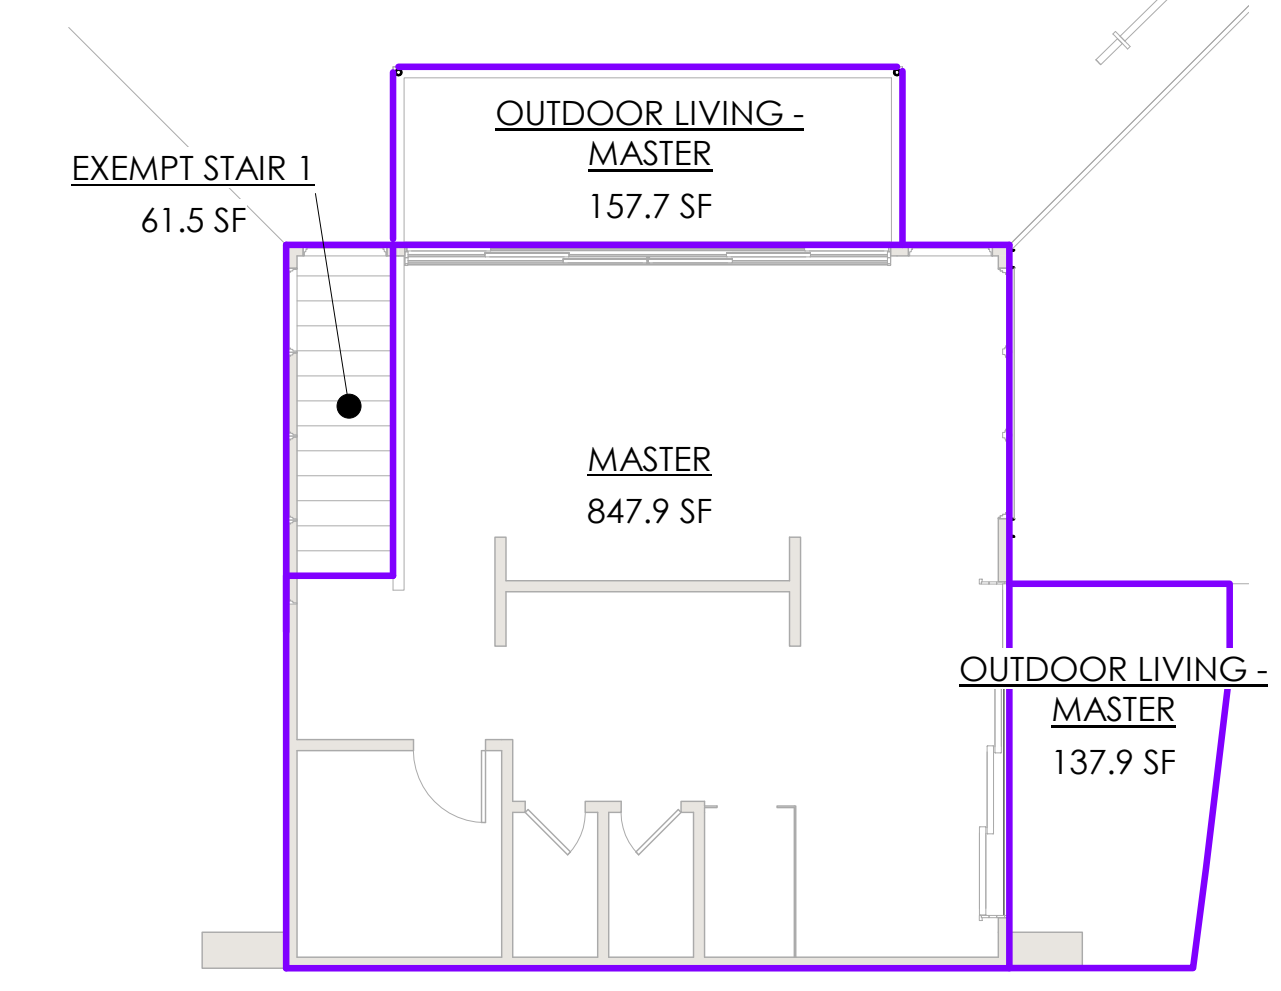 OUTDOOR LIVING -
MASTER
157.7 SF
EXEMPT STAIR 1
61.5 SF
MASTER
847.9 SF
OUTDOOR LIVING -
MASTER
137.9 SF